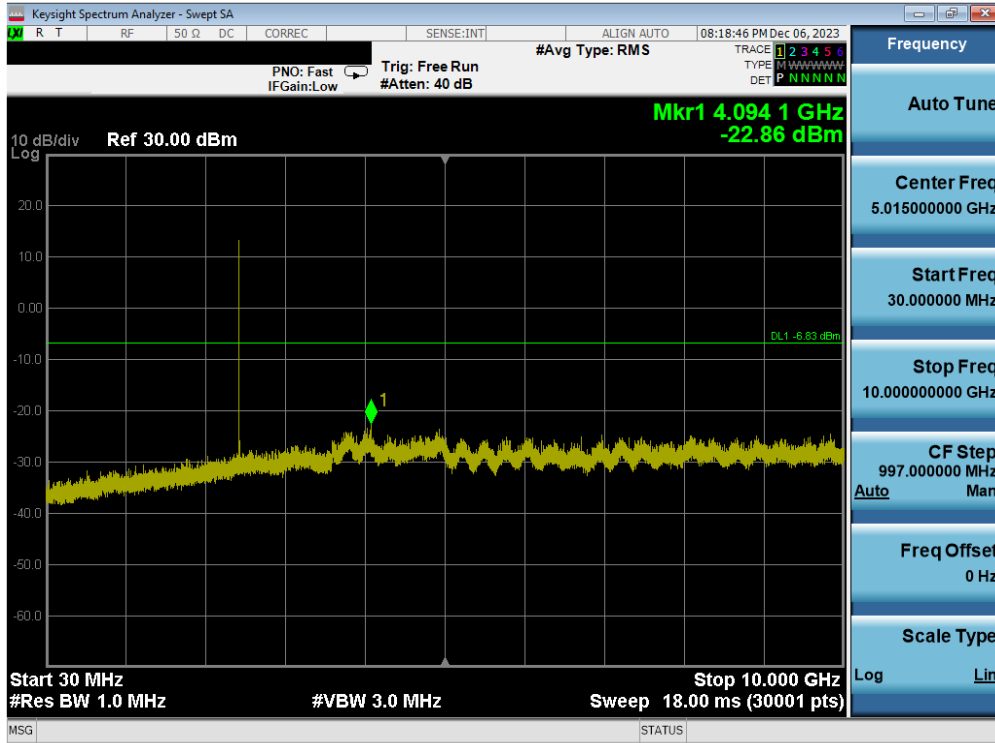 Keysight Spectrum Analyzer - Swept SA
LXI R T RF 50 Ω DC CORREC SENSE:INT ALIGN AUTO 08:18:46 PM Dec 06, 2023
Frequency
#Avg Type: RMS TRACE 1 2 3 4 5 6
PNO: Fast Trig: Free Run TYPE M W W W W W
IFGain:Low #Atten: 40 dB DET P N N N N N
Auto Tune
Mkr1 4.094 1 GHz
-22.86 dBm
10 dB/div Ref 30.00 dBm
Log
20.0
10.0
0.00
DL1 -6.83 dBm
-10.0
1
-20.0
-30.0
-40.0
-50.0
-60.0
Start 30 MHz Stop 10.000 GHz
#Res BW 1.0 MHz #VBW 3.0 MHz Sweep 18.00 ms (30001 pts)
Center Freq
5.015000000 GHz
Start Freq
30.000000 MHz
Stop Freq
10.000000000 GHz
CF Step
997.000000 MHz
Auto Man
Freq Offset
0 Hz
Scale Type
Log Lin
MSG STATUS